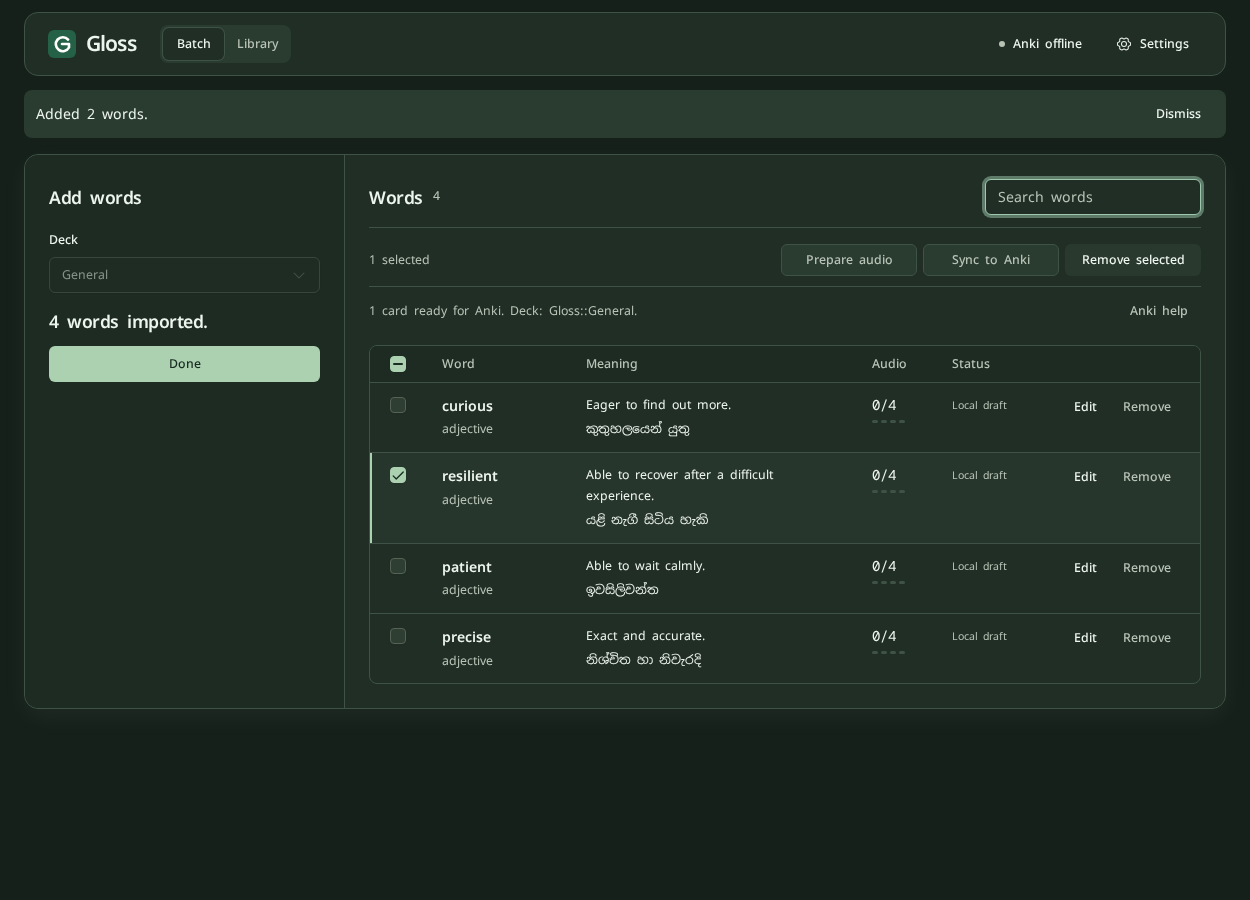 Gloss
Batch
Library
Anki offline
Settings
Added 2 words.
Dismiss
Add words
Deck
General
4 words imported.
Done
Words 4
Search words
1 selected
Prepare audio
Sync to Anki
Remove selected
1 card ready for Anki. Deck: Gloss::General.
Anki help
Word
Meaning
Audio
Status
curious
adjective
Eager to find out more.
කුතුහලයෙන් යුතු
0/4
Local draft
Edit
Remove
resilient
adjective
Able to recover after a difficult
experience.
යළි නැගී සිටිය හැකි
0/4
Local draft
Edit
Remove
patient
adjective
Able to wait calmly.
ඉවසිලිවන්ත
0/4
Local draft
Edit
Remove
precise
adjective
Exact and accurate.
නිශ්චිත හා නිවැරදි
0/4
Local draft
Edit
Remove